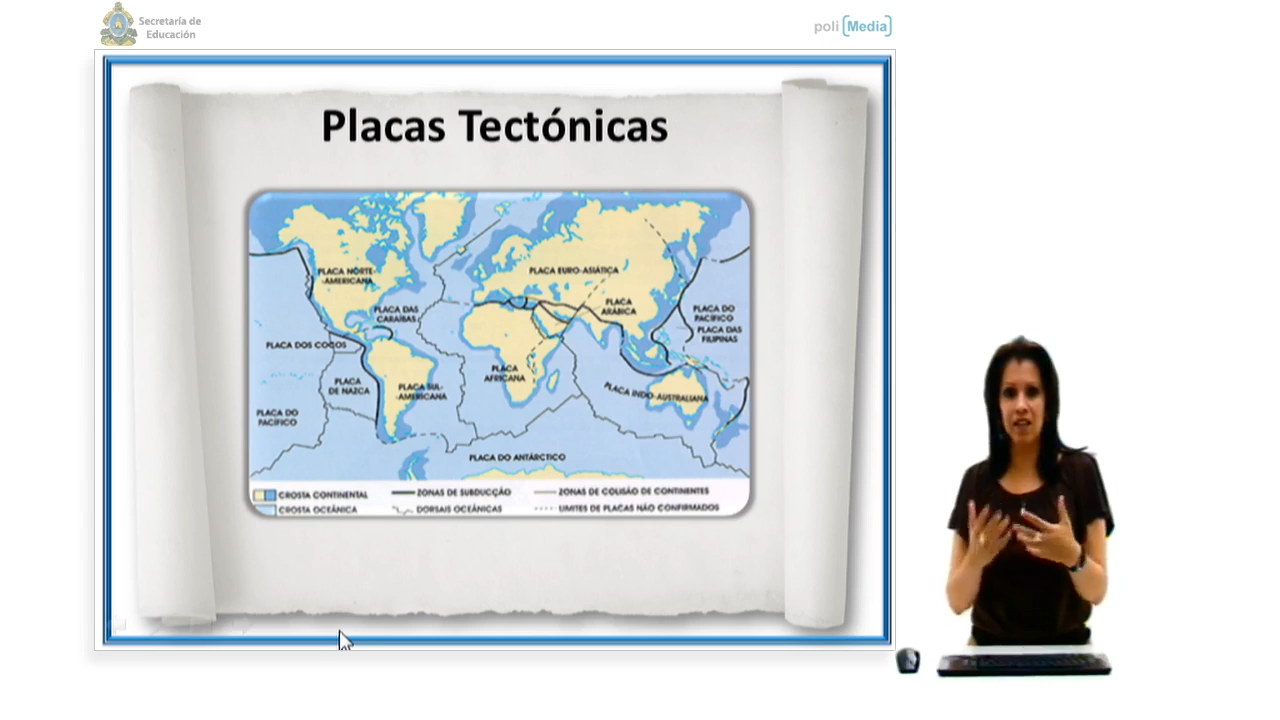 Secretaría de
Educación
poli [Media]
Placas Tectónicas
PLACA NORTE-
-AMERICANA
PLACA EURO-ASIÁTICA
PLACA
ARÁBICA
PLACA DAS
CARAÍBAS
PLACA DO
PACÍFICO
PLACA DAS
FILIPINAS
PLACA DOS COCOS
PLACA
DE NAZCA
PLACA SUL-
-AMERICANA
PLACA
AFRICANA
PLACA INDO-AUSTRALIANA
PLACA DO
PACÍFICO
PLACA DO ANTÁRCTICO
CROSTA CONTINENTAL
ZONAS DE SUBDUCÇÃO
ZONAS DE COLISÃO DE CONTINENTES
CROSTA OCEÂNICA
DORSAIS OCEÂNICAS
LIMITES DE PLACAS NÃO CONFIRMADOS